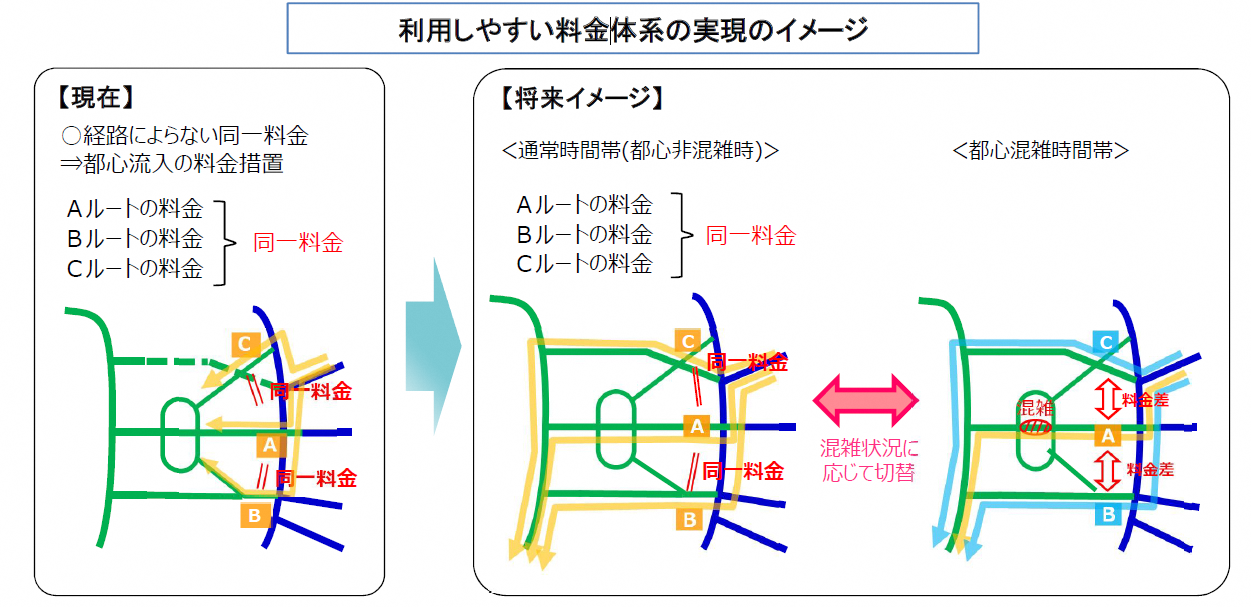 利用しやすい料金体系の実現のイメージ
【現在】
○経路によらない同一料金
⇒都心流入の料金措置
Aルートの料金
Bルートの料金
Cルートの料金
同一料金
C
同一料金
A
同一料金
B
【将来イメージ】
<通常時間帯(都心非混雑時)>
Aルートの料金
Bルートの料金
Cルートの料金
同一料金
C
同一料金
A
同一料金
B
混雑状況に
応じて切替
<都心混雑時間帯>
C
料金差
混雑
A
料金差
B